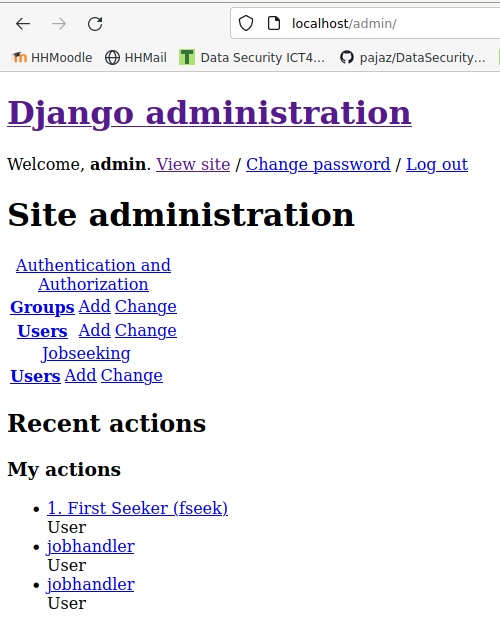 localhost/admin/
HHMoodle HHMail Data Security ICT4... pajaz/DataSecurity...
Django administration
Welcome, admin. View site / Change password / Log out
Site administration
Authentication and
Authorization
Groups Add Change
Users Add Change
Jobseeking
Users Add Change
Recent actions
My actions
1. First Seeker (fseek)
User
jobhandler
User
jobhandler
User